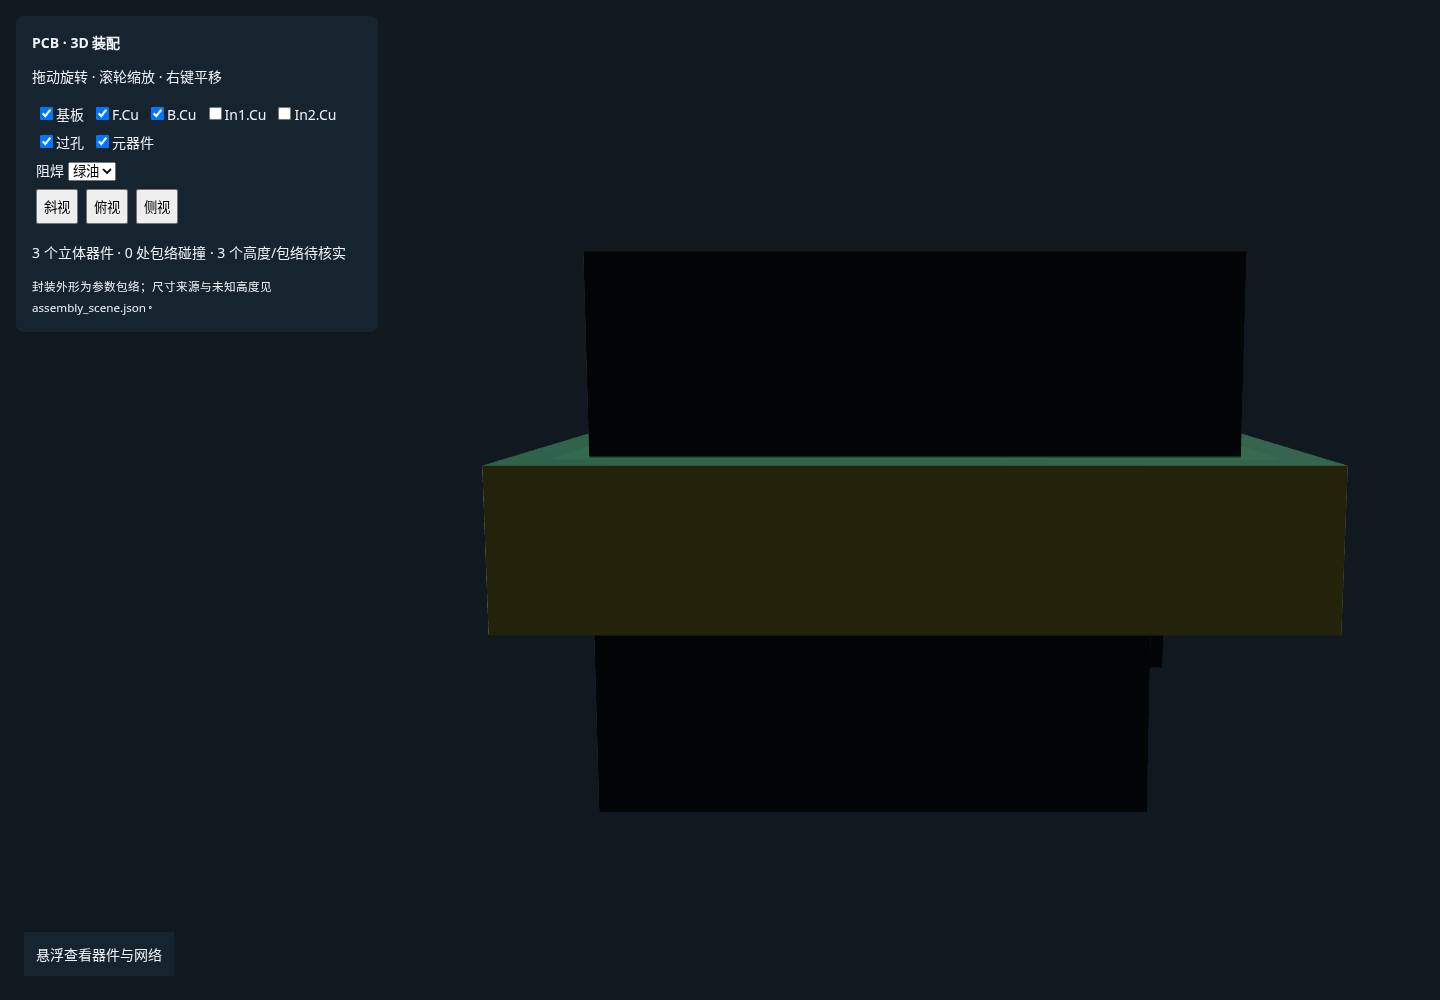 PCB · 3D 装配
拖动旋转 · 滚轮缩放 · 右键平移
基板 F.Cu B.Cu In1.Cu In2.Cu
过孔 元器件
阻焊 绿油
斜视 俯视 侧视
3 个立体器件 · 0 处包络碰撞 · 3 个高度/包络待核实
封装外形为参数包络；尺寸来源与未知高度见
assembly_scene.json。
悬浮查看器件与网络